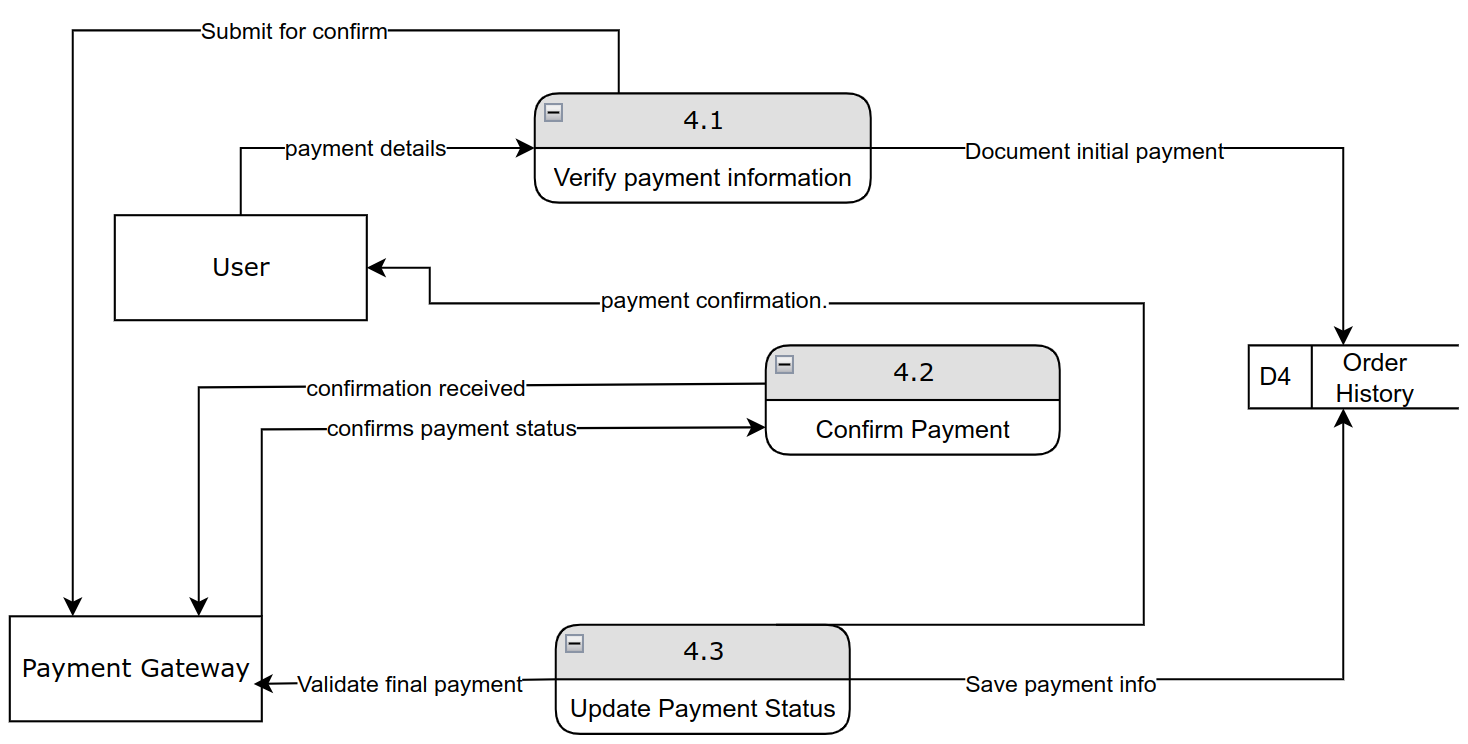 Submit for confirm
4.1
payment details
Verify payment information
Document initial payment
User
payment confirmation.
4.2
D4
Order
History
confirmation received
confirms payment status
Confirm Payment
4.3
Payment Gateway
Validate final payment
Save payment info
Update Payment Status